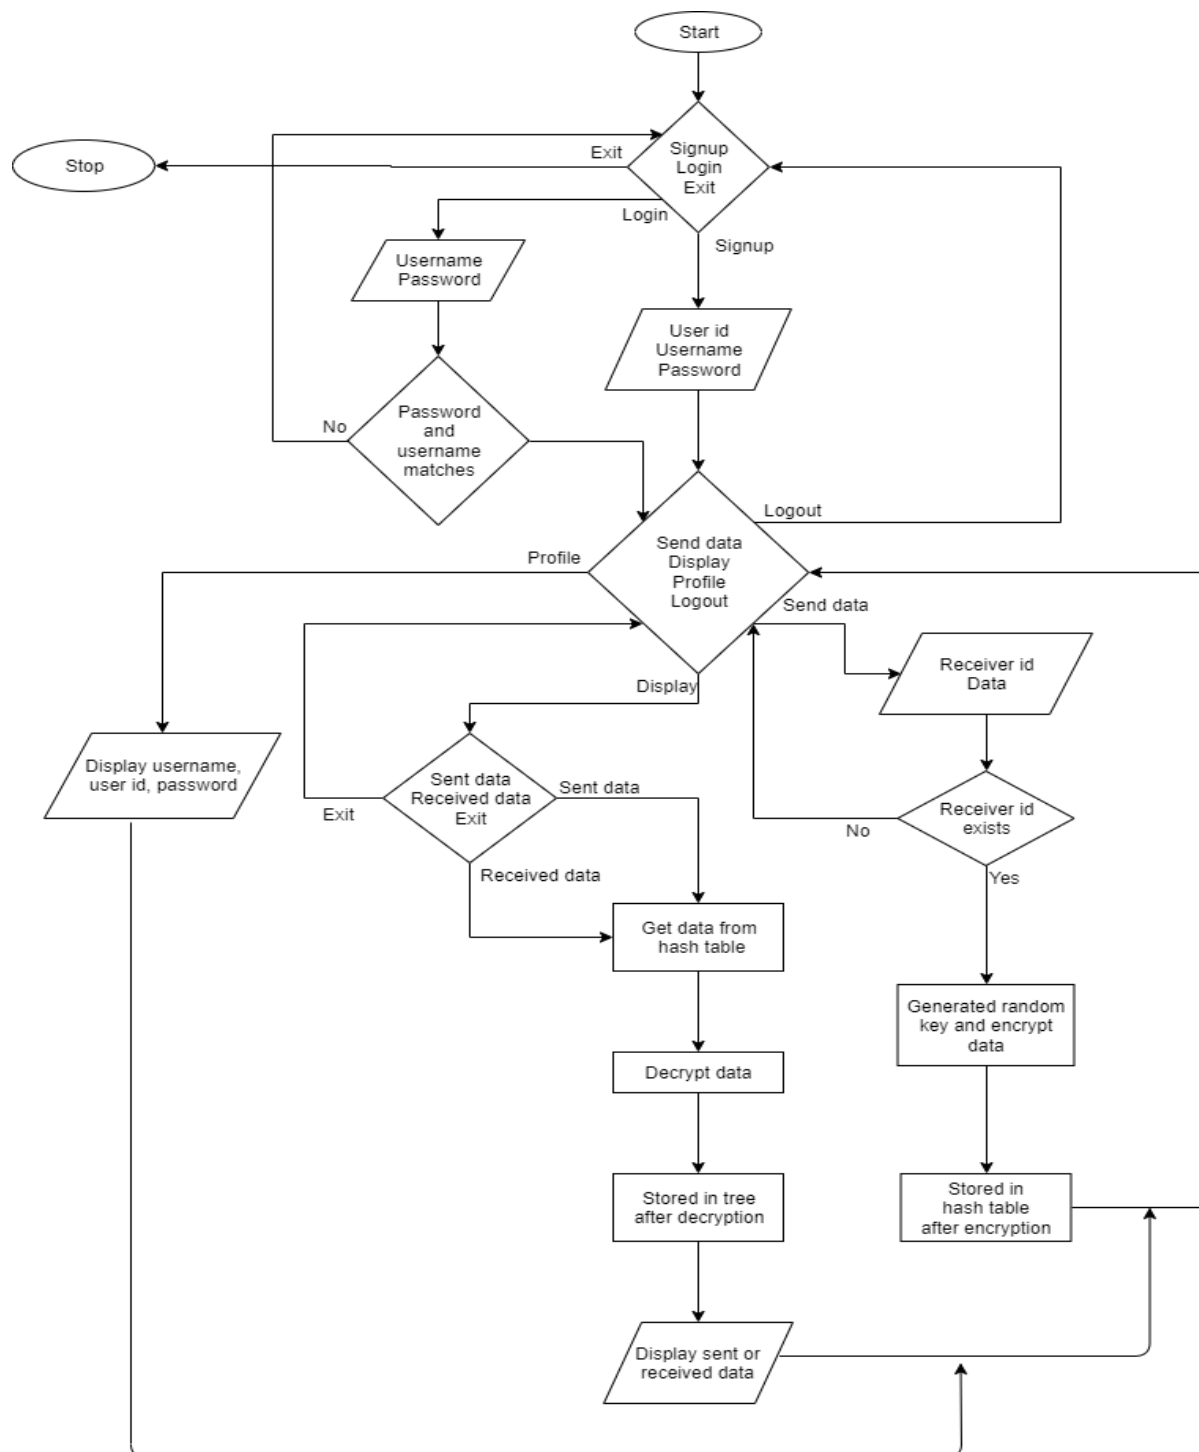 Start
Signup
Login
Exit
Exit
Stop
Login
Signup
Username
Password
User id
Username
Password
No
Password
and
username
matches
Logout
Profile
Send data
Display
Profile
Logout
Send data
Receiver id
Data
Display
Display username,
user id, password
Sent data
Received data
Exit
Sent data
Exit
Receiver id
exists
No
Yes
Received data
Get data from
hash table
Generated random
key and encrypt
data
Decrypt data
Stored in tree
after decryption
Stored in
hash table
after encryption
Display sent or
received data